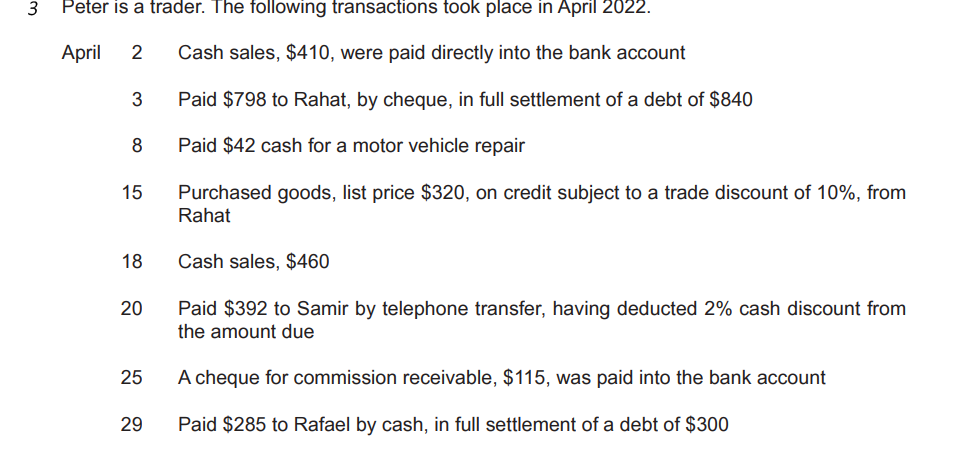 3 Peter is a trader. The following transactions took place in April 2022.
April 2 Cash sales, $410, were paid directly into the bank account
3 Paid $798 to Rahat, by cheque, in full settlement of a debt of $840
8 Paid $42 cash for a motor vehicle repair
15 Purchased goods, list price $320, on credit subject to a trade discount of 10%, from
Rahat
18 Cash sales, $460
20 Paid $392 to Samir by telephone transfer, having deducted 2% cash discount from
the amount due
25 A cheque for commission receivable, $115, was paid into the bank account
29 Paid $285 to Rafael by cash, in full settlement of a debt of $300